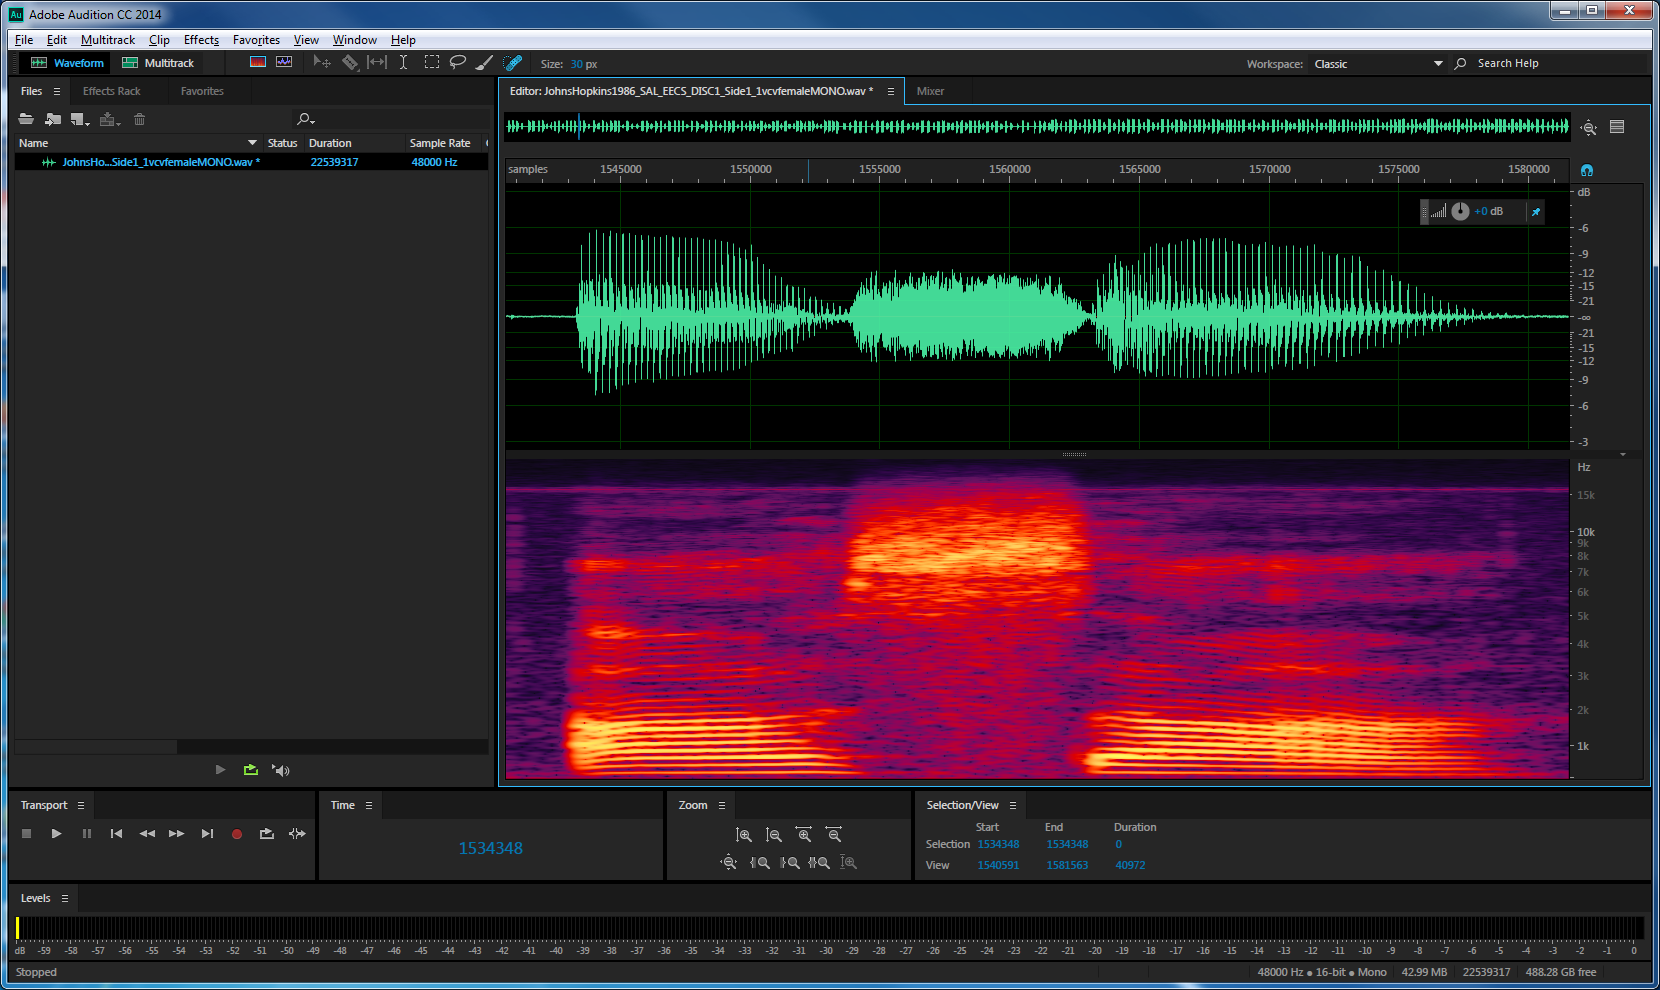 Au Adobe Audition CC 2014
File Edit Multitrack Clip Effects Favorites View Window Help
Waveform Multitrack Size: 30 px Workspace: Classic Search Help
Files Effects Rack Favorites
Editor: JohnsHopkins1986_SAL_EECS_DISC1_Side1_1vcvfemaleMONO.wav * Mixer
Name Status Duration Sample Rate
JohnsHo...Side1_1vcvfemaleMONO.wav * 22539317 48000 Hz
samples 1545000 1550000 1555000 1560000 1565000 1570000 1575000 1580000
dB
+0 dB
-6
-9
-12
-15
-21
-∞
-21
-15
-12
-9
-6
-3
Hz
15k
10k
9k
8k
7k
6k
5k
4k
3k
2k
1k
Transport Time Zoom Selection/View
1534348
Start End Duration
Selection 1534348 1534348 0
View 1540591 1581563 40972
Levels
dB -59 -58 -57 -56 -55 -54 -53 -52 -51 -50 -49 -48 -47 -46 -45 -44 -43 -42 -41 -40 -39 -38 -37 -36 -35 -34 -33 -32 -31 -30 -29 -28 -27 -26 -25 -24 -23 -22 -21 -20 -19 -18 -17 -16 -15 -14 -13 -12 -11 -10 -9 -8 -7 -6 -5 -4 -3 -2 -1 0
Stopped 48000 Hz ● 16-bit ● Mono 42.99 MB 22539317 488.28 GB free